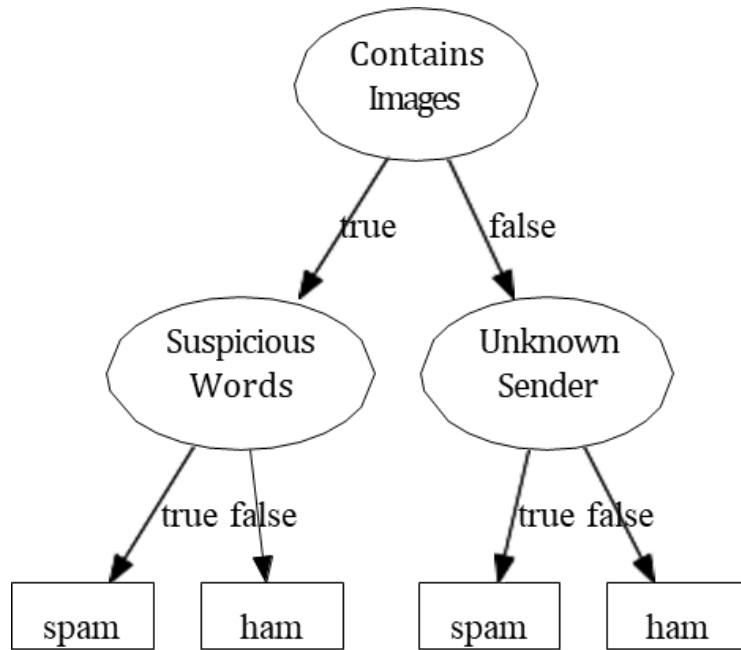 Contains
Images
true
false
Suspicious
Words
Unknown
Sender
true
false
true
false
spam
ham
spam
ham